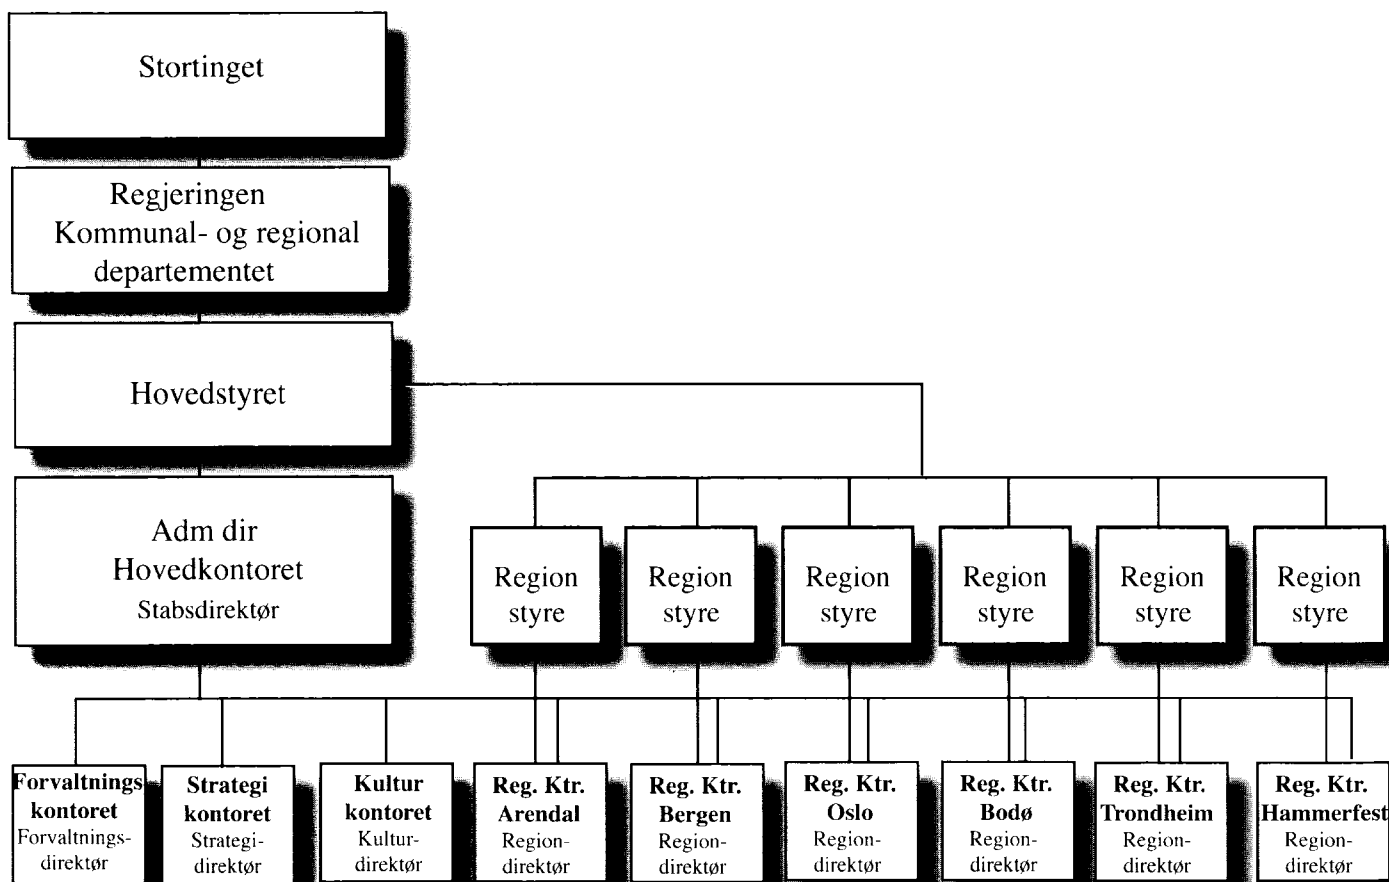 Stortinget
Regjeringen
Kommunal- og regional
departementet
Hovedstyret
Adm dir
Hovedkontoret
Stabsdirektør
Region
styre
Region
styre
Region
styre
Region
styre
Region
styre
Region
styre
Forvaltnings
kontoret
Forvaltnings-
direktør
Strategi
kontoret
Strategi-
direktør
Kultur
kontoret
Kultur-
direktør
Reg. Ktr.
Arendal
Region-
direktør
Reg. Ktr.
Bergen
Region-
direktør
Reg. Ktr.
Oslo
Region-
direktør
Reg. Ktr.
Bodø
Region-
direktør
Reg. Ktr.
Trondheim
Region-
direktør
Reg. Ktr.
Hammerfest
Region-
direktør